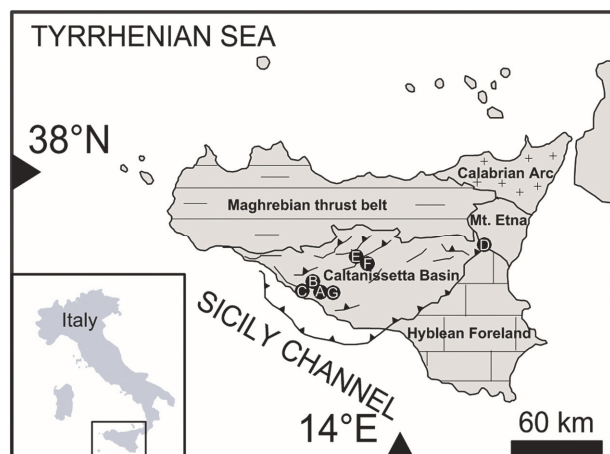 TYRRHENIAN SEA
38°N
Calabrian Arc
Maghrebian thrust belt
Mt. Etna
D
E
F
Caltanissetta Basin
B
C A G
Italy
SICILY CHANNEL
Hyblean Foreland
14°E
60 km